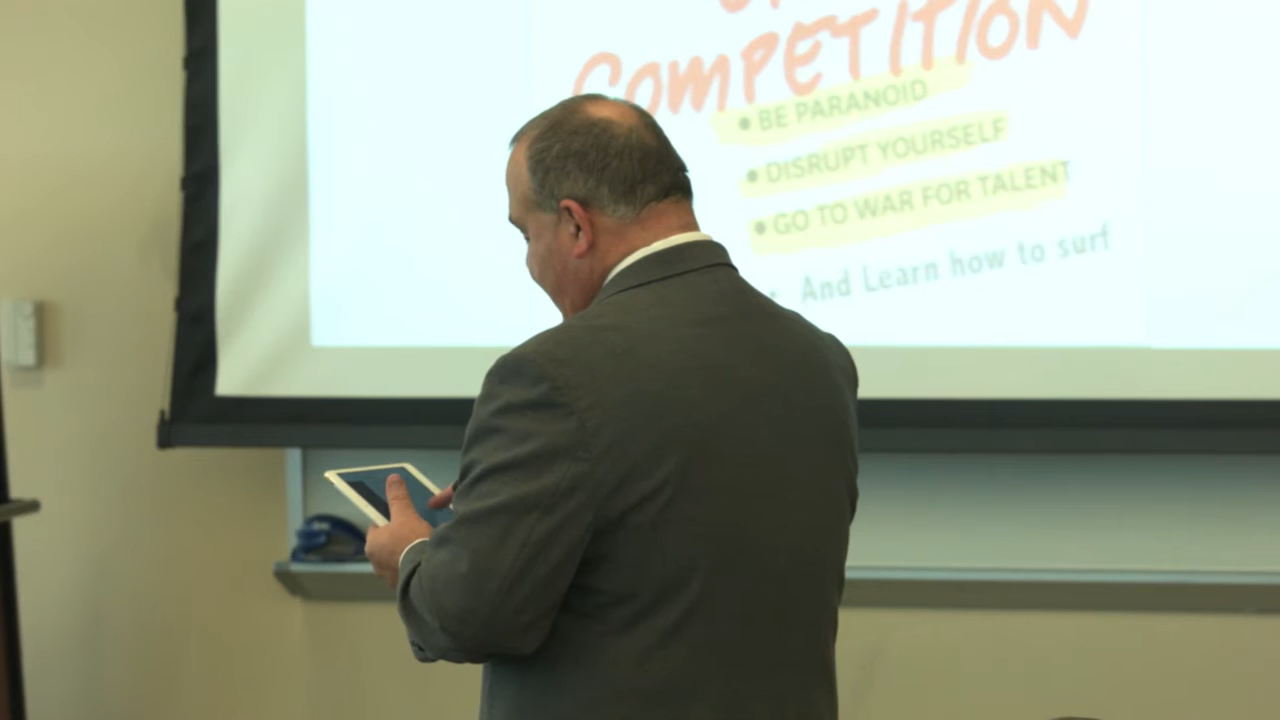 COMPETITION
• BE PARANOID
• DISRUPT YOURSELF
• GO TO WAR FOR TALENT
• And Learn how to surf